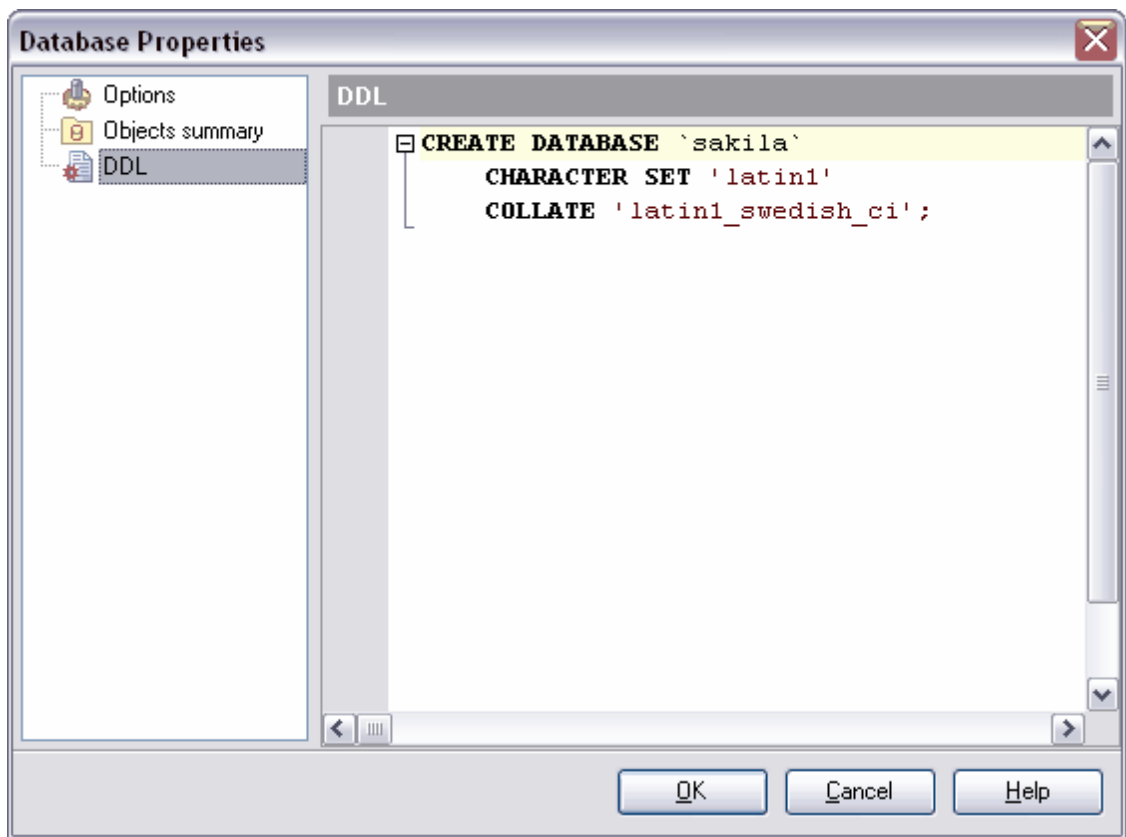 Database Properties
Options
Objects summary
DDL
DDL
CREATE DATABASE `sakila`
CHARACTER SET 'latin1'
COLLATE 'latin1_swedish_ci';
OK
Cancel
Help